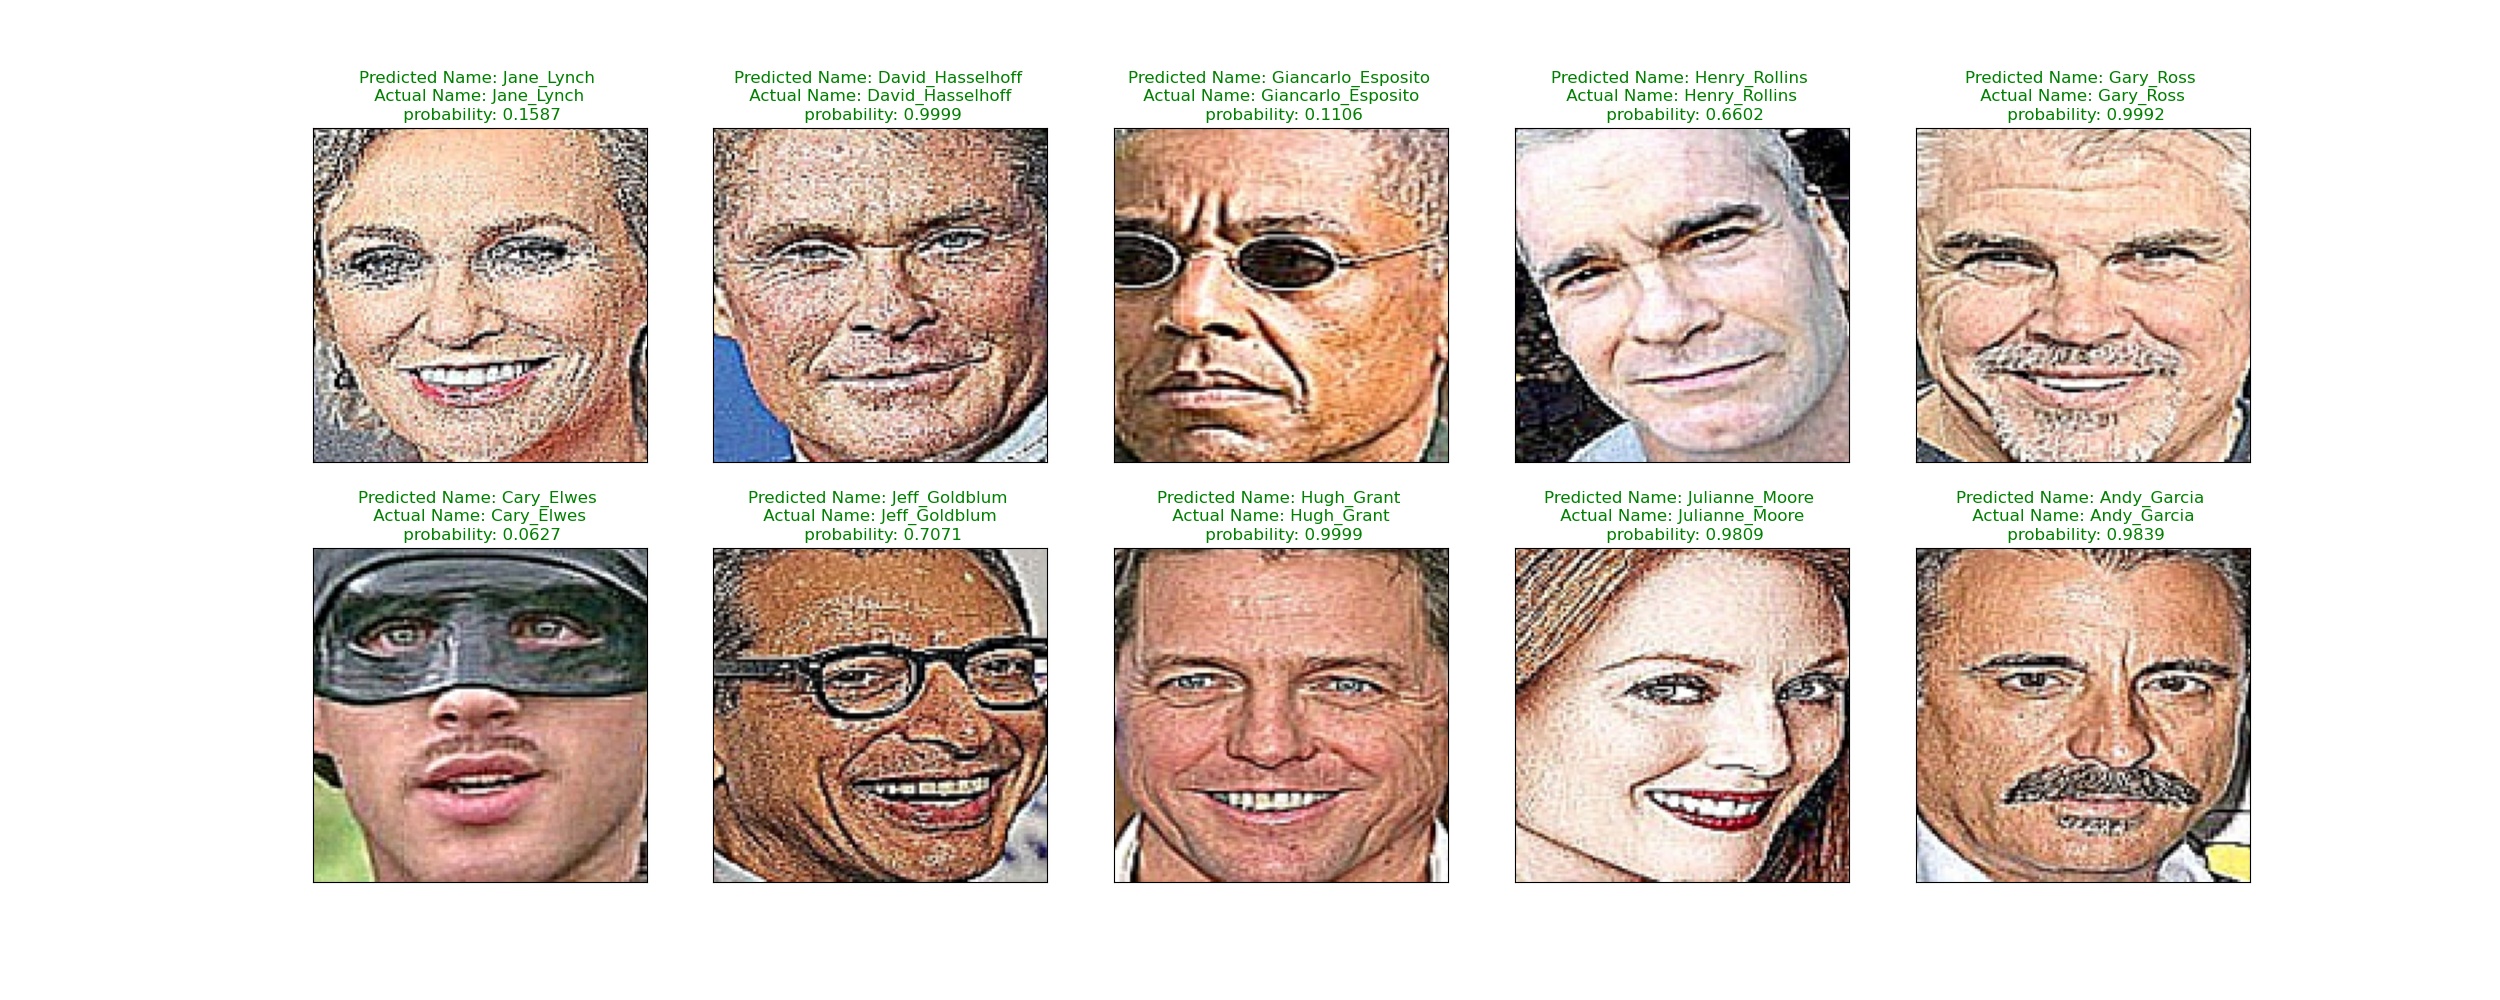 Predicted Name: Jane_Lynch
Actual Name: Jane_Lynch
probability: 0.1587
Predicted Name: David_Hasselhoff
Actual Name: David_Hasselhoff
probability: 0.9999
Predicted Name: Giancarlo_Esposito
Actual Name: Giancarlo_Esposito
probability: 0.1106
Predicted Name: Henry_Rollins
Actual Name: Henry_Rollins
probability: 0.6602
Predicted Name: Gary_Ross
Actual Name: Gary_Ross
probability: 0.9992
Predicted Name: Cary_Elwes
Actual Name: Cary_Elwes
probability: 0.0627
Predicted Name: Jeff_Goldblum
Actual Name: Jeff_Goldblum
probability: 0.7071
Predicted Name: Hugh_Grant
Actual Name: Hugh_Grant
probability: 0.9999
Predicted Name: Julianne_Moore
Actual Name: Julianne_Moore
probability: 0.9809
Predicted Name: Andy_Garcia
Actual Name: Andy_Garcia
probability: 0.9839